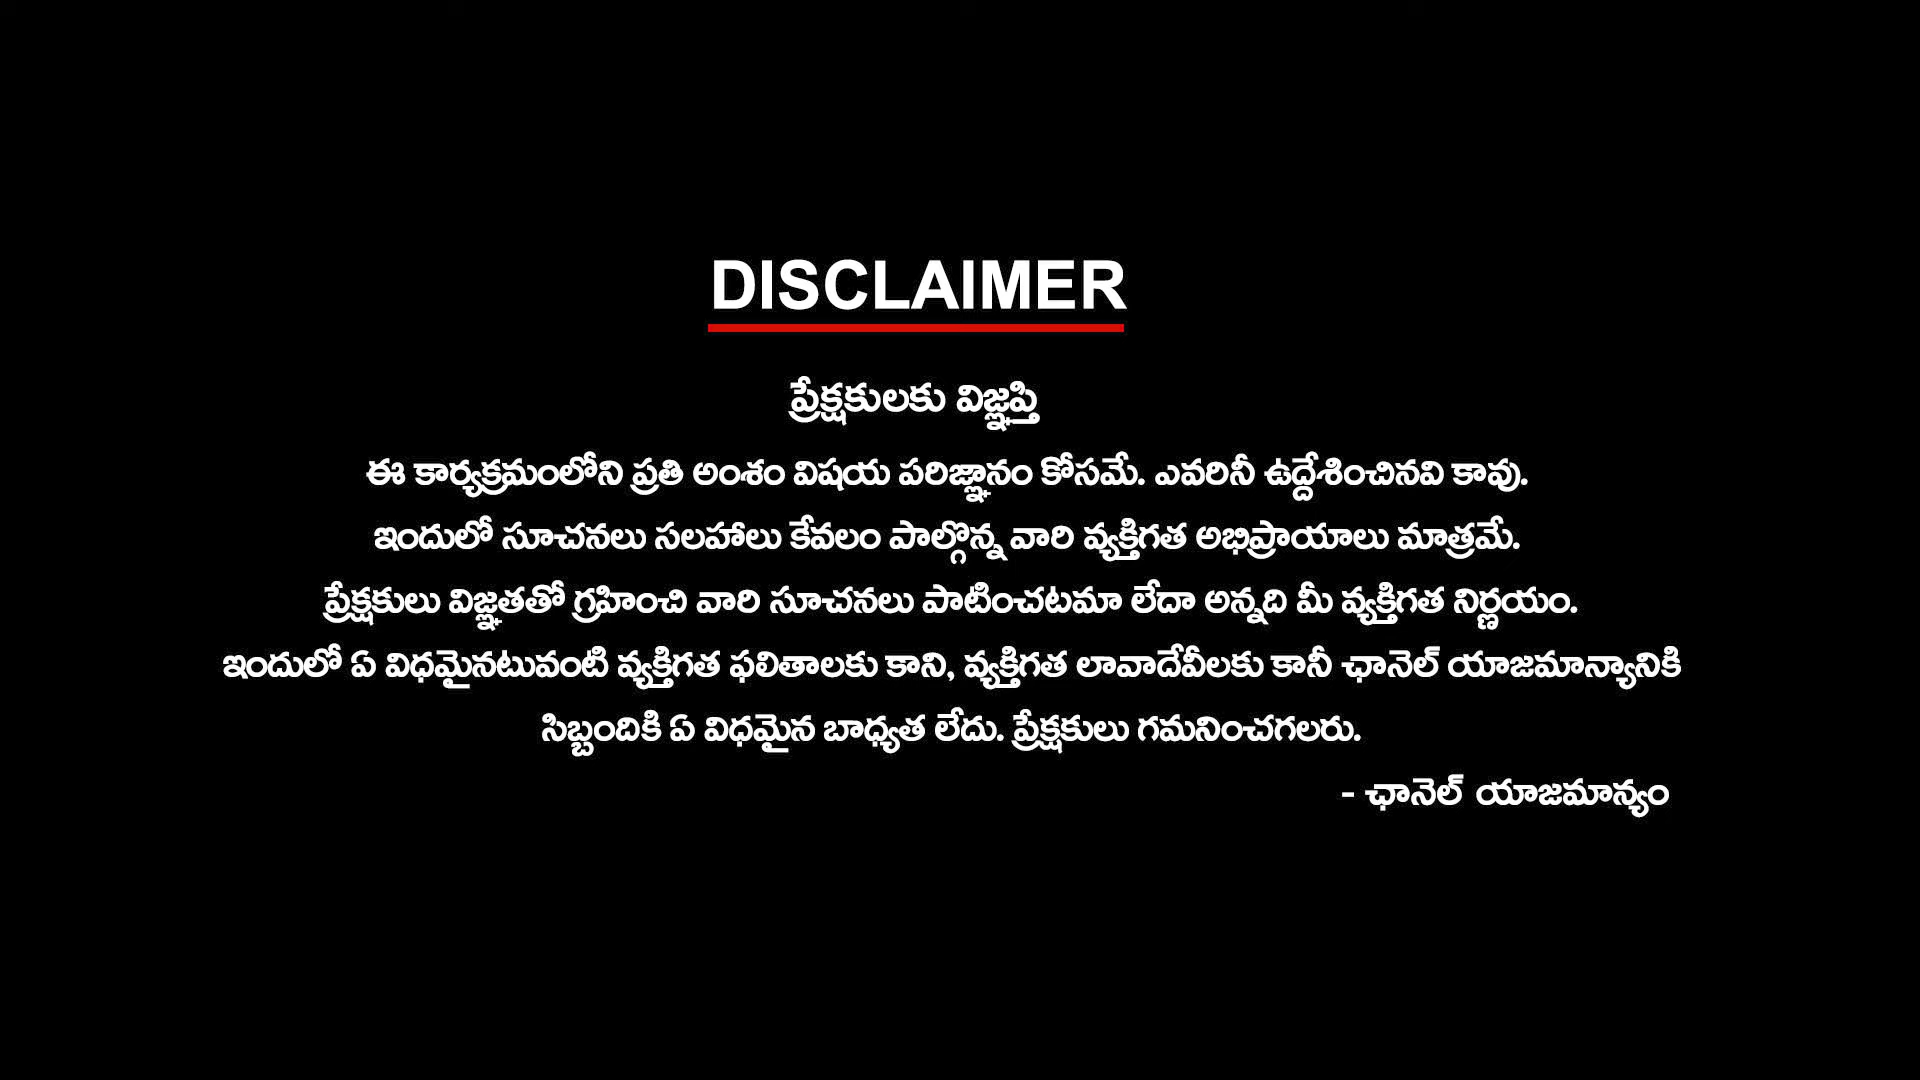 DISCLAIMER
ప్రేక్షకులకు విజ్ఞప్తి
ఈ కార్యక్రమంలోని ప్రతి అంశం విషయ పరిజ్ఞానం కోసమే. ఎవరినీ ఉద్దేశించినవి కావు.
ఇందులో సూచనలు సలహాలు కేవలం పాల్గొన్న వారి వ్యక్తిగత అభిప్రాయాలు మాత్రమే.
ప్రేక్షకులు విజ్ఞతతో గ్రహించి వారి సూచనలు పాటించటమా లేదా అన్నది మీ వ్యక్తిగత నిర్ణయం.
ఇందులో ఏ విధమైనటువంటి వ్యక్తిగత ఫలితాలకు కాని, వ్యక్తిగత లావాదేవీలకు కానీ ఛానెల్ యాజమాన్యానికి
సిబ్బందికి ఏ విధమైన బాధ్యత లేదు. ప్రేక్షకులు గమనించగలరు.
- ఛానెల్ యాజమాన్యం